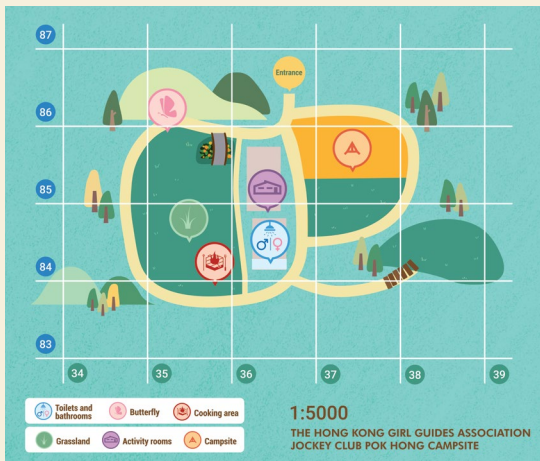 87
Entrance
86
85
84
83
34 35 36 37 38 39
Toilets and bathrooms
Butterfly
Cooking area
Grassland
Activity rooms
Campsite
1:5000
THE HONG KONG GIRL GUIDES ASSOCIATION
JOCKEY CLUB POK HONG CAMPSITE